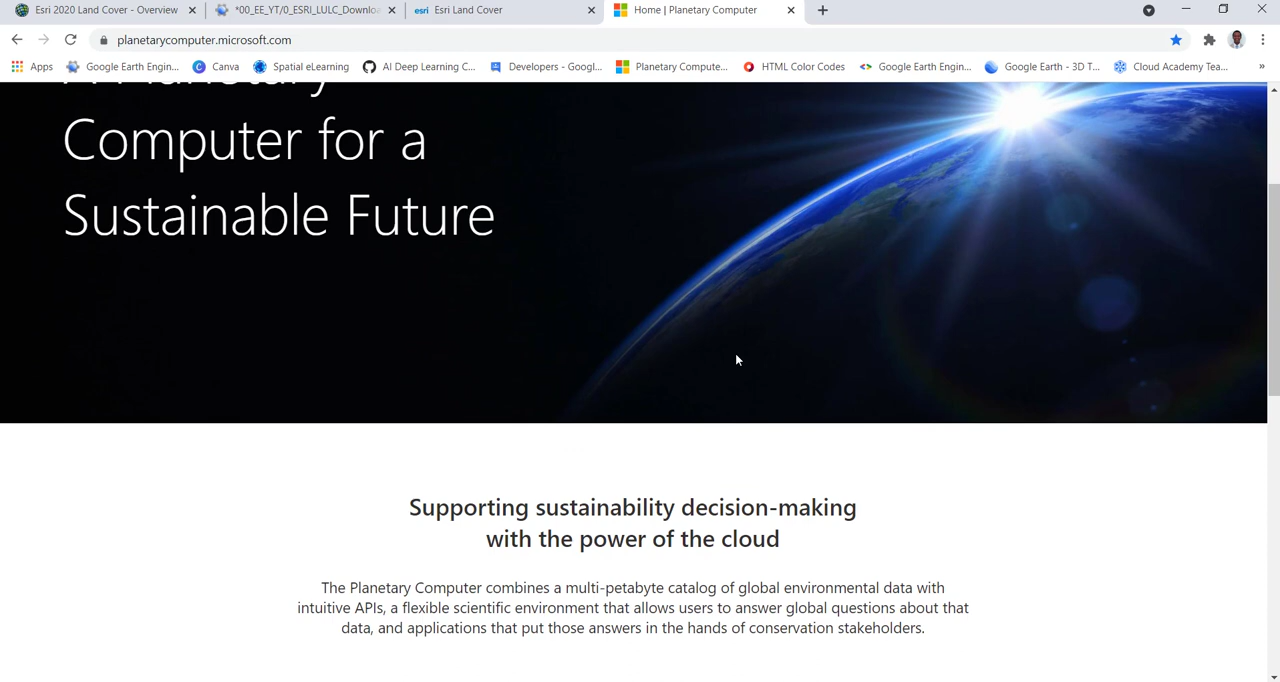 Esri 2020 Land Cover - Overview
*00_EE_YT/0_ESRI_LULC_Downloa
esri Esri Land Cover
Home | Planetary Computer
planetarycomputer.microsoft.com
Apps
Google Earth Engin...
Canva
Spatial eLearning
AI Deep Learning C...
Developers - Googl...
Planetary Compute...
HTML Color Codes
Google Earth Engin...
Google Earth - 3D T...
Cloud Academy Tea...
»
A Planetary
Computer for a
Sustainable Future
Supporting sustainability decision-making
with the power of the cloud
The Planetary Computer combines a multi-petabyte catalog of global environmental data with
intuitive APIs, a flexible scientific environment that allows users to answer global questions about that
data, and applications that put those answers in the hands of conservation stakeholders.